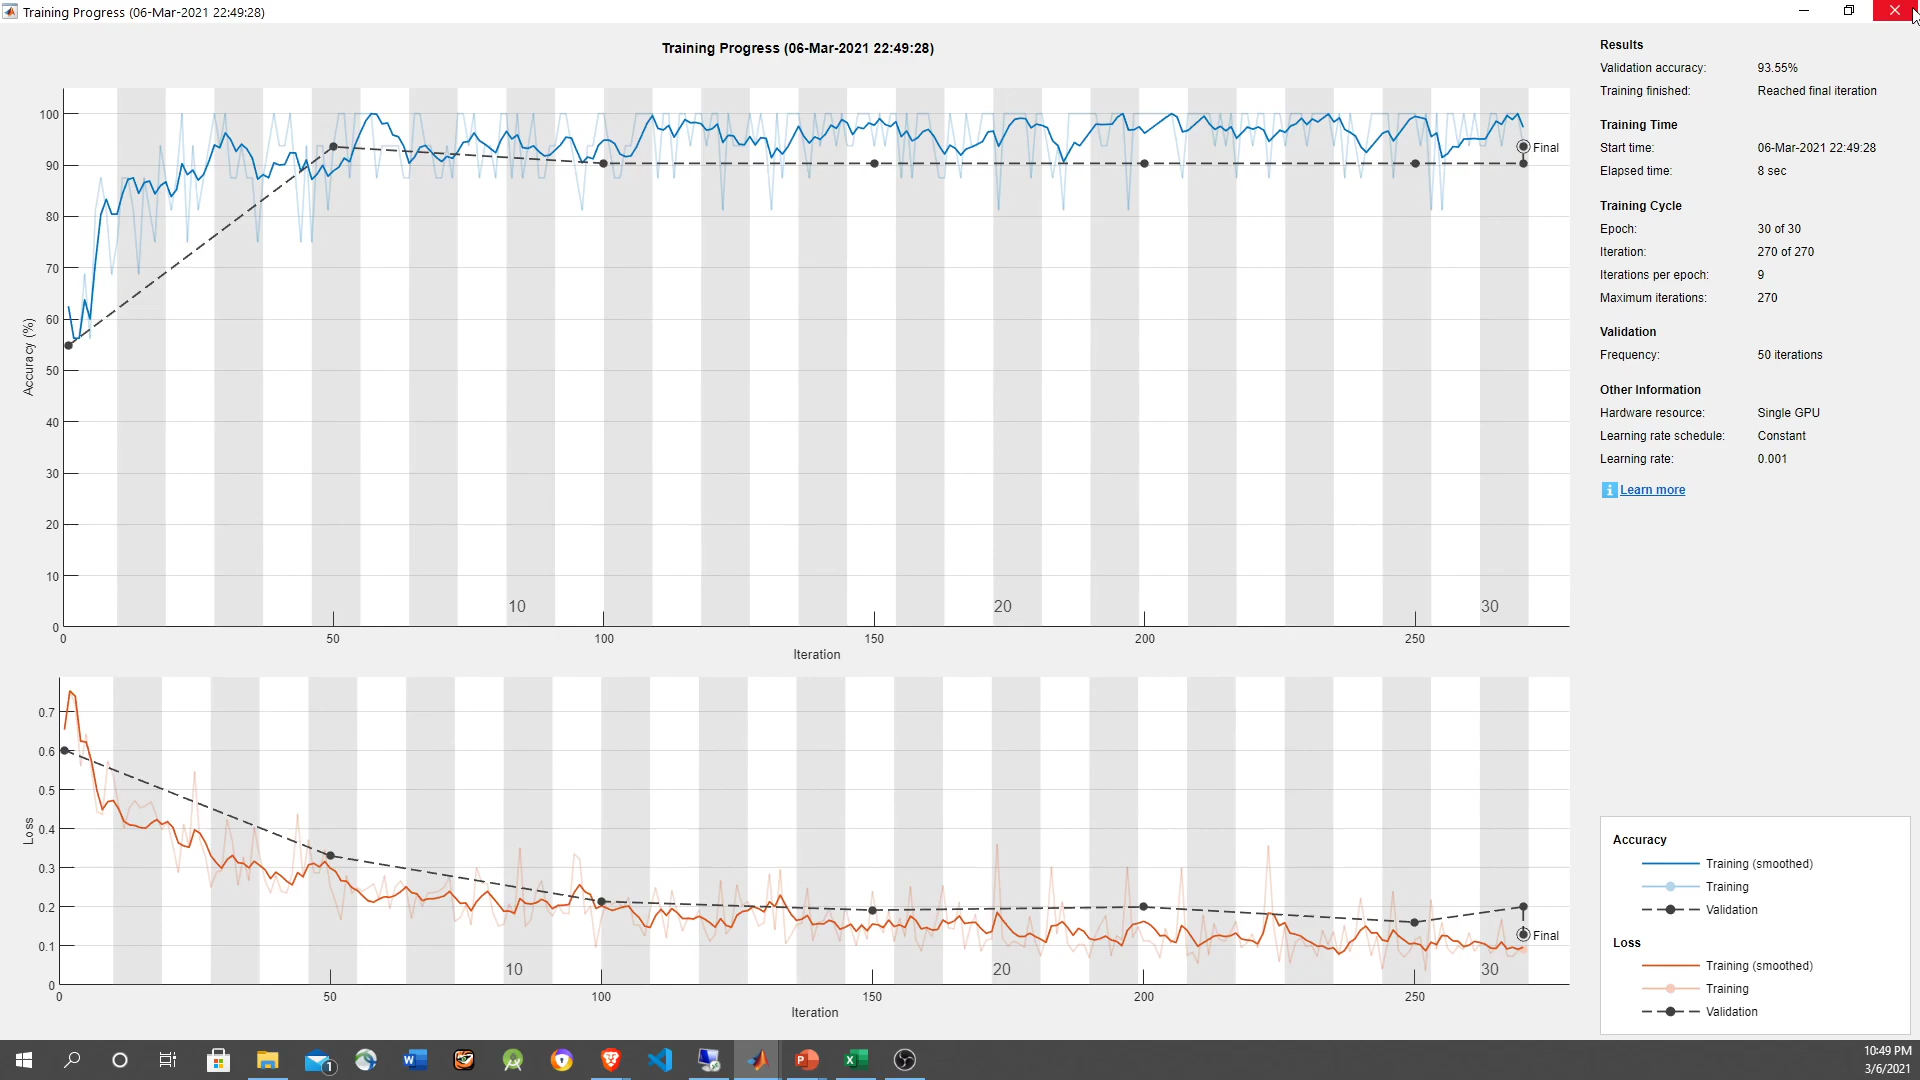 Training Progress (06-Mar-2021 22:49:28)
Training Progress (06-Mar-2021 22:49:28)
100
90
80
70
60
50
40
30
20
10
0
Accuracy (%)
Final
10
20
30
0
50
100
150
200
250
Iteration
0.7
0.6
0.5
0.4
0.3
0.2
0.1
0
Loss
Final
10
20
30
0
50
100
150
200
250
Iteration
Results
Validation accuracy: 93.55%
Training finished: Reached final iteration
Training Time
Start time: 06-Mar-2021 22:49:28
Elapsed time: 8 sec
Training Cycle
Epoch: 30 of 30
Iteration: 270 of 270
Iterations per epoch: 9
Maximum iterations: 270
Validation
Frequency: 50 iterations
Other Information
Hardware resource: Single GPU
Learning rate schedule: Constant
Learning rate: 0.001
i Learn more
Accuracy
Training (smoothed)
Training
Validation
Loss
Training (smoothed)
Training
Validation
1
W
P
X
10:49 PM
3/6/2021